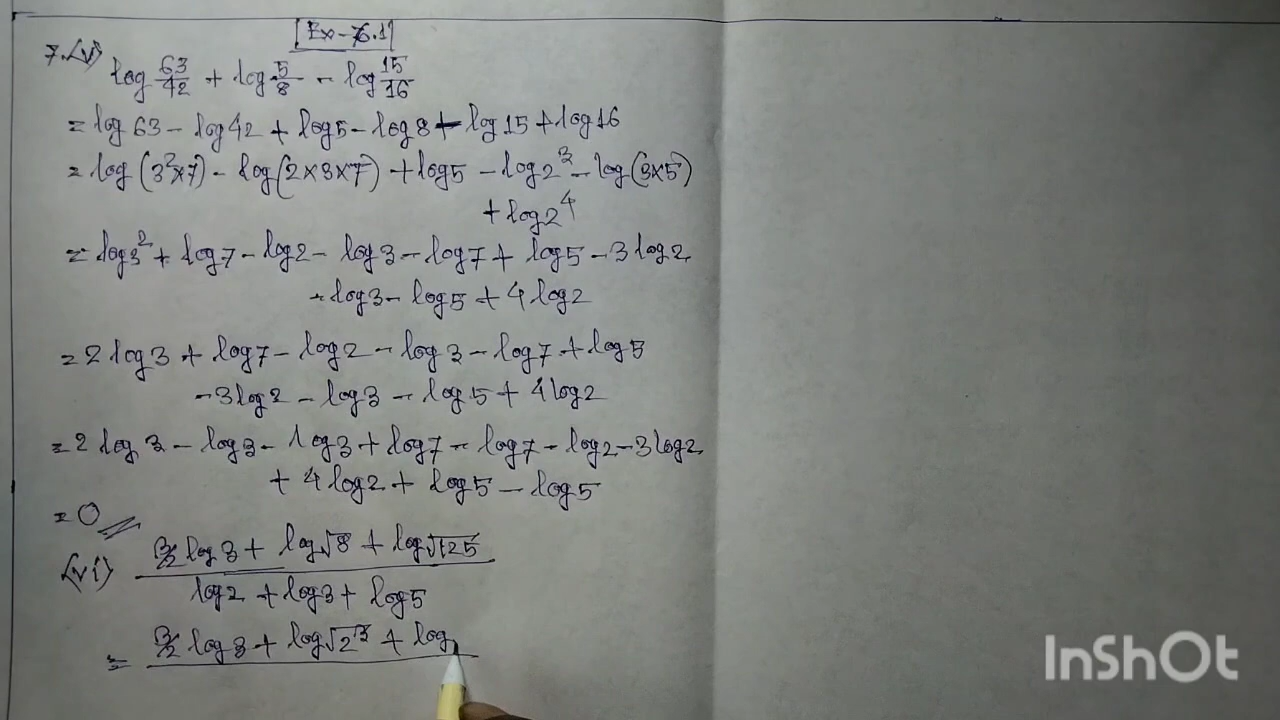 Ex-7.1
7.(v) log 63/42 + log 5/8 - log 15/16
= log 63 - log 42 + log 5 - log 8 - log 15 + log 16
= log (3²×7) - log (2×3×7) + log 5 - log 2³ - log (3×5)
+ log 2⁴
= log 3² + log 7 - log 2 - log 3 - log 7 + log 5 - 3 log 2
- log 3 - log 5 + 4 log 2
= 2 log 3 + log 7 - log 2 - log 3 - log 7 + log 5
- 3 log 2 - log 3 - log 5 + 4 log 2
= 2 log 3 - log 3 - log 3 + log 7 - log 7 - log 2 - 3 log 2
+ 4 log 2 + log 5 - log 5
= 0
(vi) 3/2 log 3 + log √8 + log √125
log 2 + log 3 + log 5
= 3/2 log 3 + log √2³ + log
InShOt